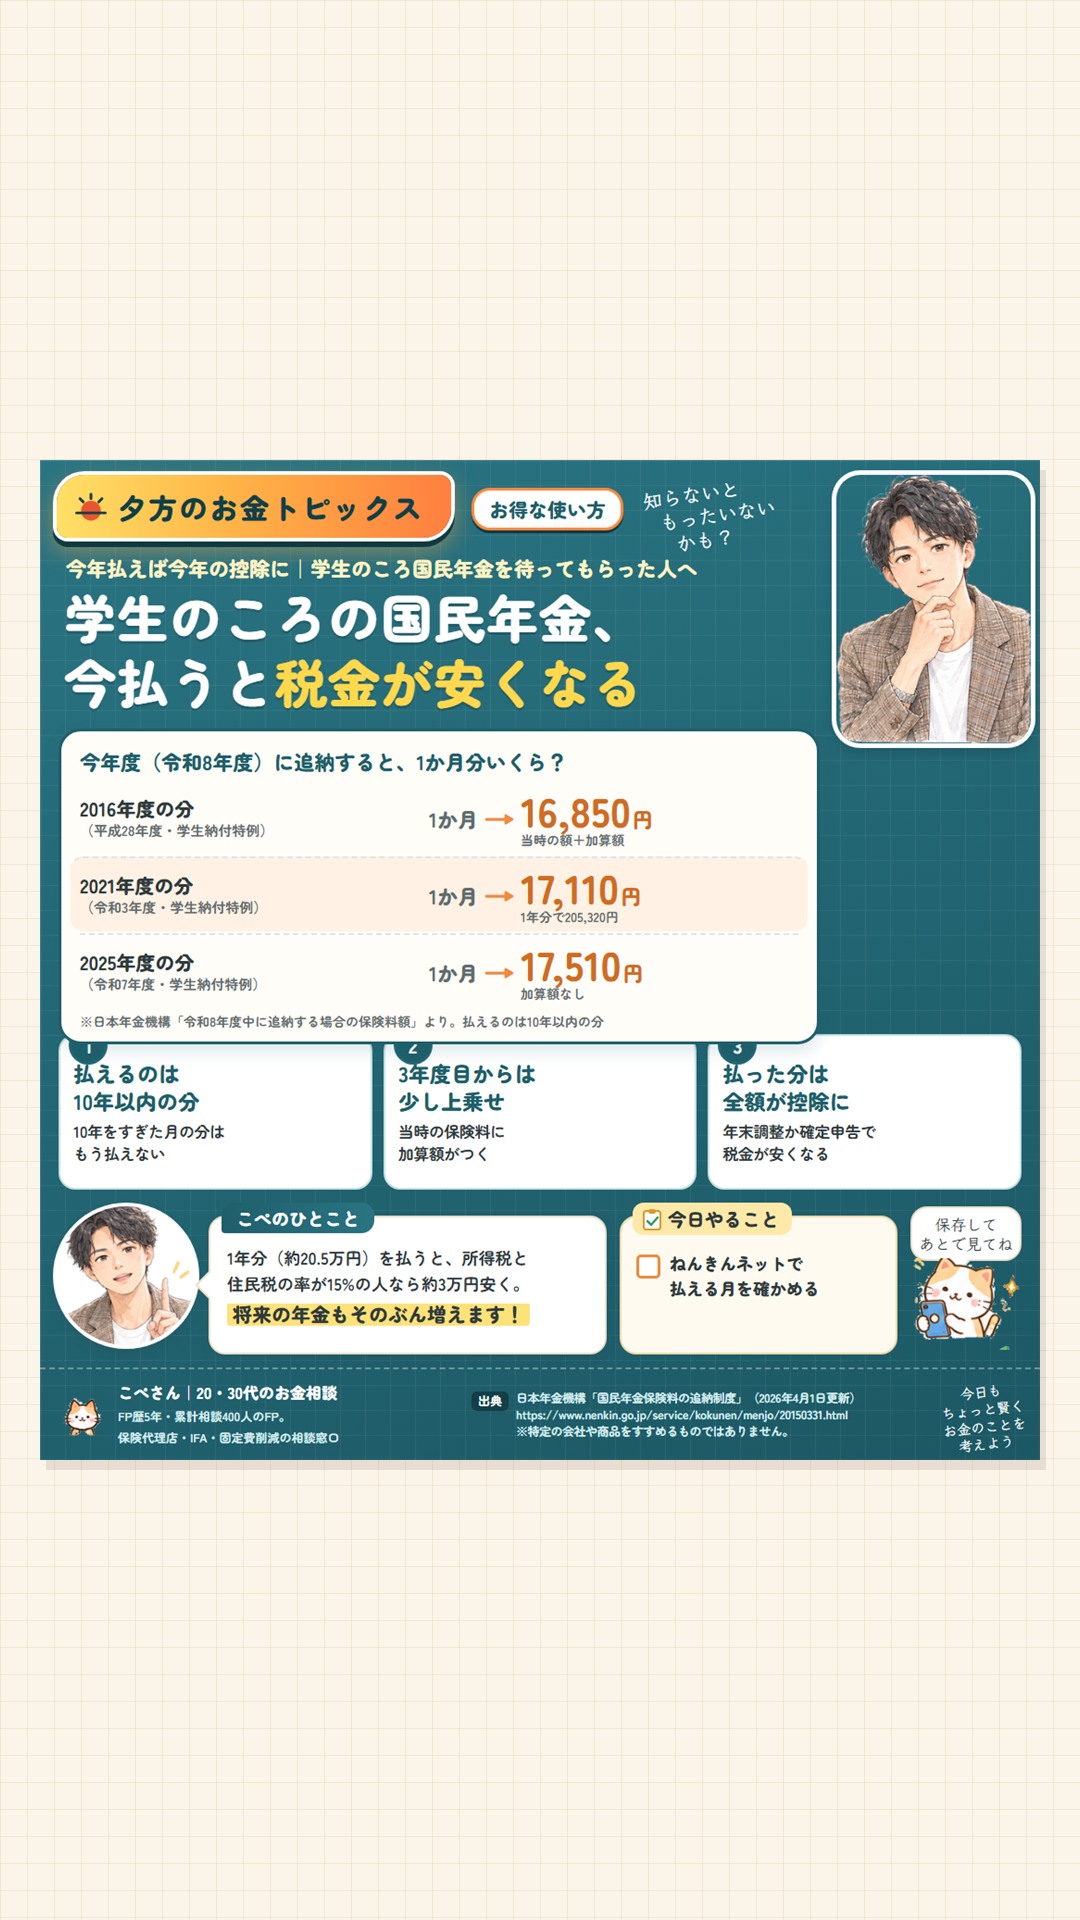 夕方のお金トピックス
お得な使い方
知らないと
もったいない
かも？
今年払えば今年の控除に｜学生のころ国民年金を待ってもらった人へ
学生のころの国民年金、
今払うと税金が安くなる
今年度（令和8年度）に追納すると、1か月分いくら？
2016年度の分
（平成28年度・学生納付特例）
1か月 → 16,850円
当時の額＋加算額
2021年度の分
（令和3年度・学生納付特例）
1か月 → 17,110円
1年分で205,320円
2025年度の分
（令和7年度・学生納付特例）
1か月 → 17,510円
加算額なし
※日本年金機構「令和8年度中に追納する場合の保険料額」より。払えるのは10年以内の分
1
払えるのは
10年以内の分
10年をすぎた月の分は
もう払えない
2
3年度目からは
少し上乗せ
当時の保険料に
加算額がつく
3
払った分は
全額が控除に
年末調整か確定申告で
税金が安くなる
こぺのひとこと
1年分（約20.5万円）を払うと、所得税と
住民税の率が15%の人なら約3万円安く。
将来の年金もそのぶん増えます！
今日やること
ねんきんネットで
払える月を確かめる
保存して
あとで見てね
こぺさん｜20・30代のお金相談
FP歴5年・累計相談400人のFP。
保険代理店・IFA・固定費削減の相談窓口
出典
日本年金機構「国民年金保険料の追納制度」（2026年4月1日更新）
https://www.nenkin.go.jp/service/kokunen/menjo/20150331.html
※特定の会社や商品をすすめるものではありません。
今日も
ちょっと賢く
お金のことを
考えよう